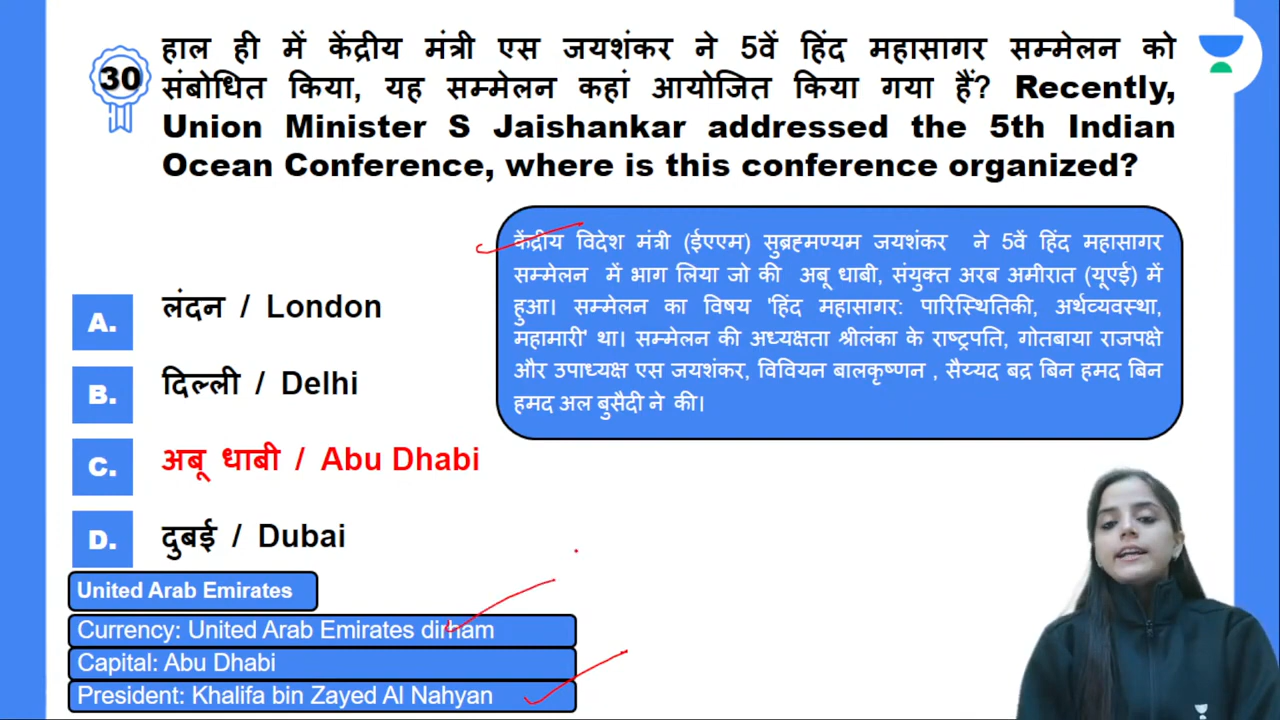 30
हाल ही में केंद्रीय मंत्री एस जयशंकर ने 5वें हिंद महासागर सम्मेलन को
संबोधित किया, यह सम्मेलन कहां आयोजित किया गया हैं? Recently,
Union Minister S Jaishankar addressed the 5th Indian
Ocean Conference, where is this conference organized?
केंद्रीय विदेश मंत्री (ईएएम) सुब्रह्मण्यम जयशंकर ने 5वें हिंद महासागर
सम्मेलन में भाग लिया जो की अबू धाबी, संयुक्त अरब अमीरात (यूएई) में
हुआ। सम्मेलन का विषय 'हिंद महासागर: पारिस्थितिकी, अर्थव्यवस्था,
महामारी' था। सम्मेलन की अध्यक्षता श्रीलंका के राष्ट्रपति, गोतबाया राजपक्षे
और उपाध्यक्ष एस जयशंकर, विवियन बालकृष्णन , सैय्यद बद्र बिन हमद बिन
हमद अल बुसैदी ने की।
A. लंदन / London
B. दिल्ली / Delhi
C. अबू धाबी / Abu Dhabi
D. दुबई / Dubai
United Arab Emirates
Currency: United Arab Emirates dirham
Capital: Abu Dhabi
President: Khalifa bin Zayed Al Nahyan